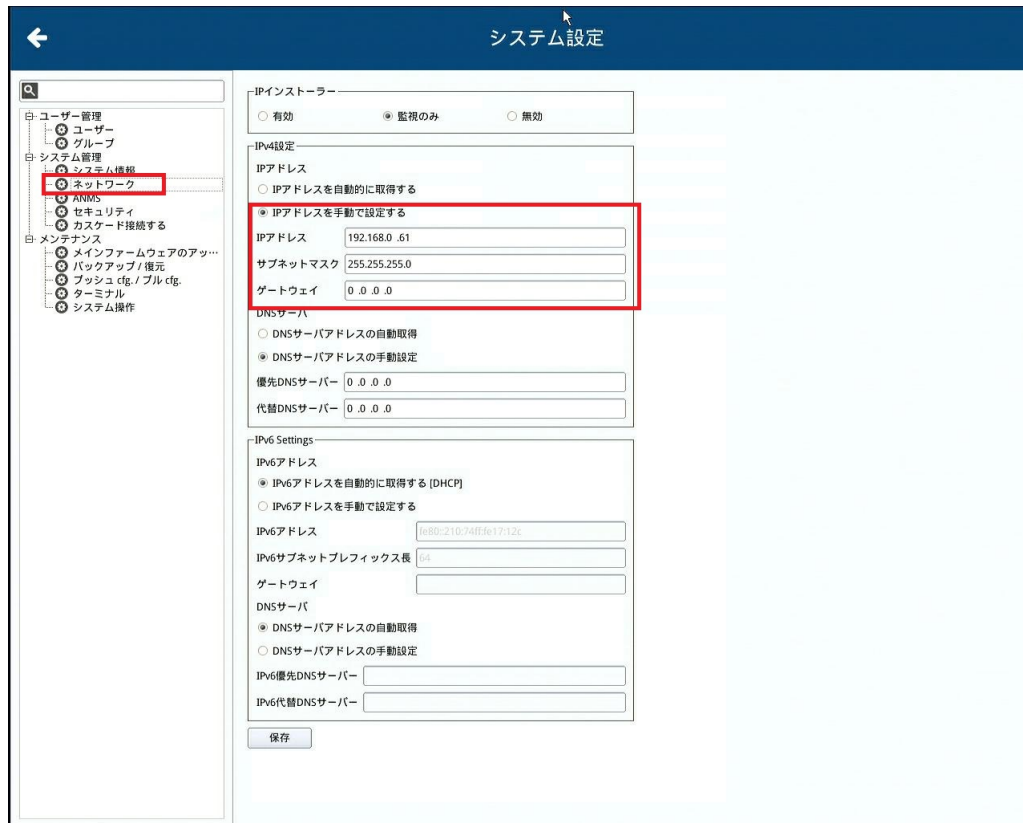 システム設定
ユーザー管理
ユーザー
グループ
システム管理
システム情報
ネットワーク
ANMS
セキュリティ
カスケード接続する
メンテナンス
メインファームウェアのアッ…
バックアップ / 復元
プッシュ cfg. / プル cfg.
ターミナル
システム操作
IPインストーラー
有効 監視のみ 無効
IPv4設定
IPアドレス
IPアドレスを自動的に取得する
IPアドレスを手動で設定する
IPアドレス 192.168.0 .61
サブネットマスク 255.255.255.0
ゲートウェイ 0 .0 .0 .0
DNSサーバ
DNSサーバアドレスの自動取得
DNSサーバアドレスの手動設定
優先DNSサーバー 0 .0 .0 .0
代替DNSサーバー 0 .0 .0 .0
IPv6 Settings
IPv6アドレス
IPv6アドレスを自動的に取得する [DHCP]
IPv6アドレスを手動で設定する
IPv6アドレス fe80::210:74ff:fe17:12c
IPv6サブネットプレフィックス長 64
ゲートウェイ
DNSサーバ
DNSサーバアドレスの自動取得
DNSサーバアドレスの手動設定
IPv6優先DNSサーバー
IPv6代替DNSサーバー
保存